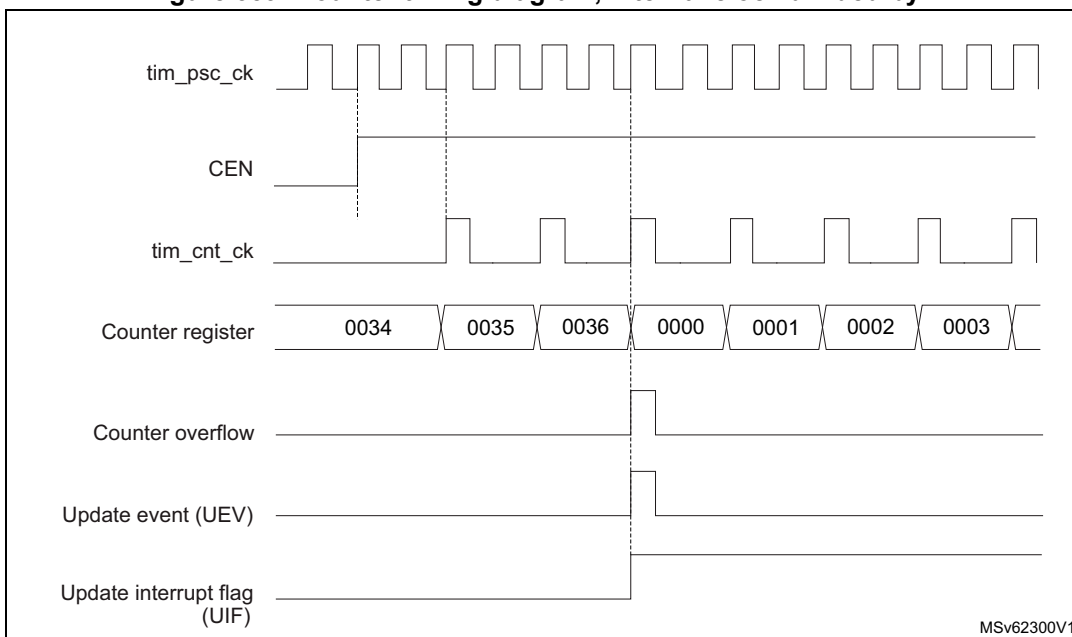 tim_psc_ck
CEN
tim_cnt_ck
Counter register 0034 0035 0036 0000 0001 0002 0003
Counter overflow
Update event (UEV)
Update interrupt flag
(UIF)
MSv62300V1